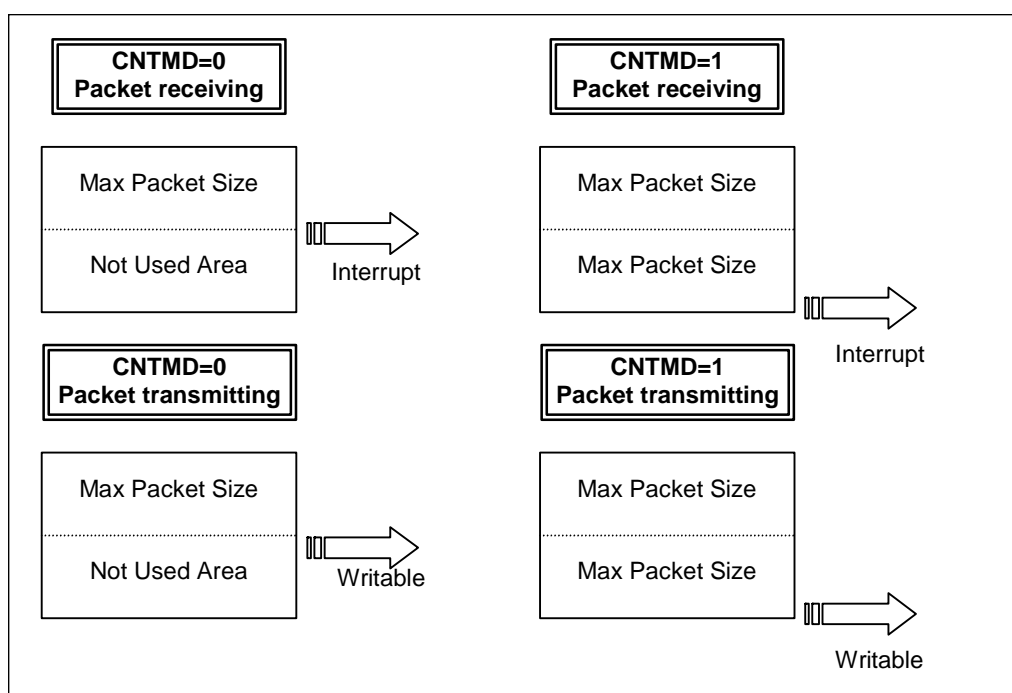 CNTMD=0
Packet receiving
Max Packet Size
Not Used Area
Interrupt
CNTMD=1
Packet receiving
Max Packet Size
Max Packet Size
Interrupt
CNTMD=0
Packet transmitting
Max Packet Size
Not Used Area
Writable
CNTMD=1
Packet transmitting
Max Packet Size
Max Packet Size
Writable